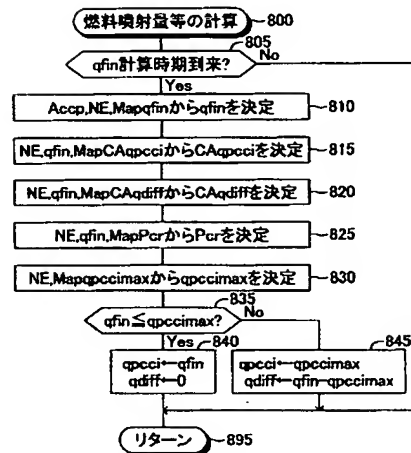 燃料噴射量等の計算 800
805
qfin計算時期到来? No
Yes
Accp,NE,Mapqfinからqfinを決定 810
NE,qfin,MapCAqpcciからCAqpcciを決定 815
NE,qfin,MapCAqdiffからCAqdiffを決定 820
NE,qfin,MapPcrからPcrを決定 825
NE,Mapqpccimaxからqpccimaxを決定 830
835
qfin≦qpccimax? No
Yes 840 845
qpcci←qfin
qdiff←0
qpcci←qpccimax
qdiff←qfin-qpccimax
リターン 895